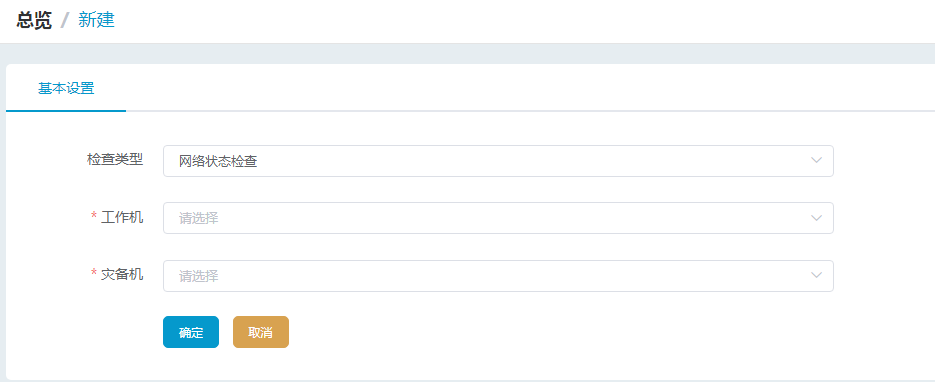 总览 / 新建
基本设置
检查类型 网络状态检查
* 工作机 请选择
* 灾备机 请选择
确定 取消